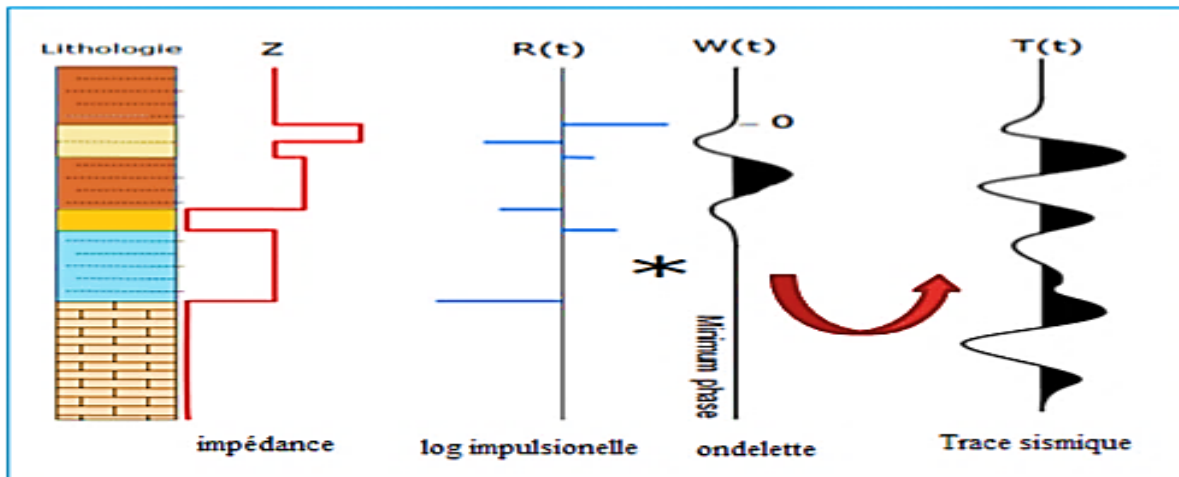 Lithologie Z R(t) W(t) T(t)
– 0
*
Minimum phase
impédance log impulsionelle ondelette Trace sismique